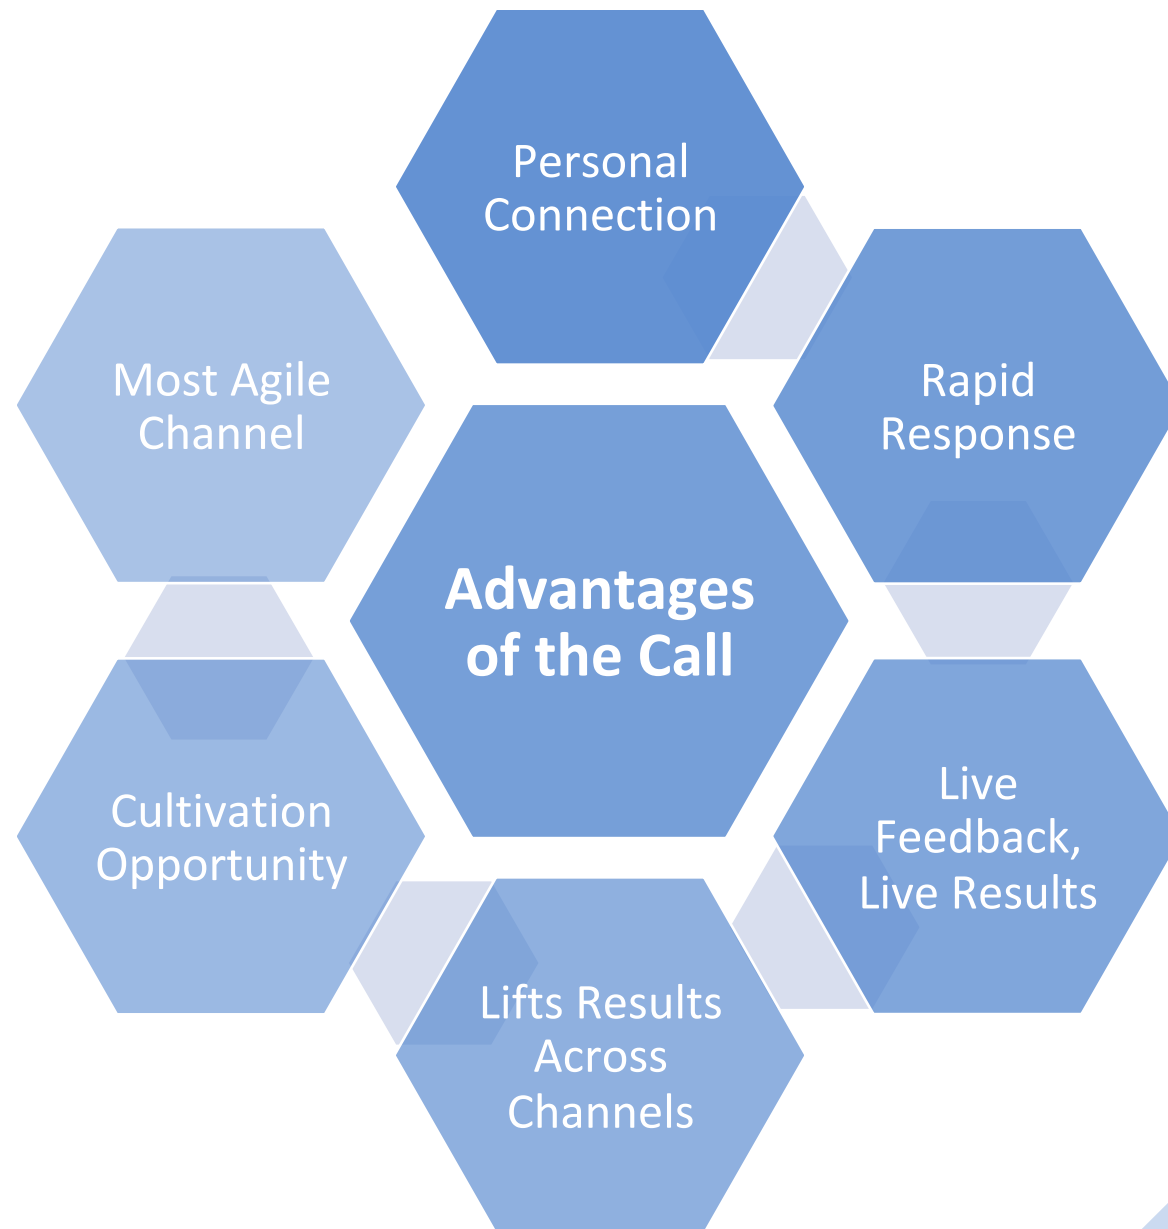 Personal
Connection
Rapid
Response
Live
Feedback,
Live Results
Lifts Results
Across
Channels
Cultivation
Opportunity
Most Agile
Channel
Advantages
of the Call